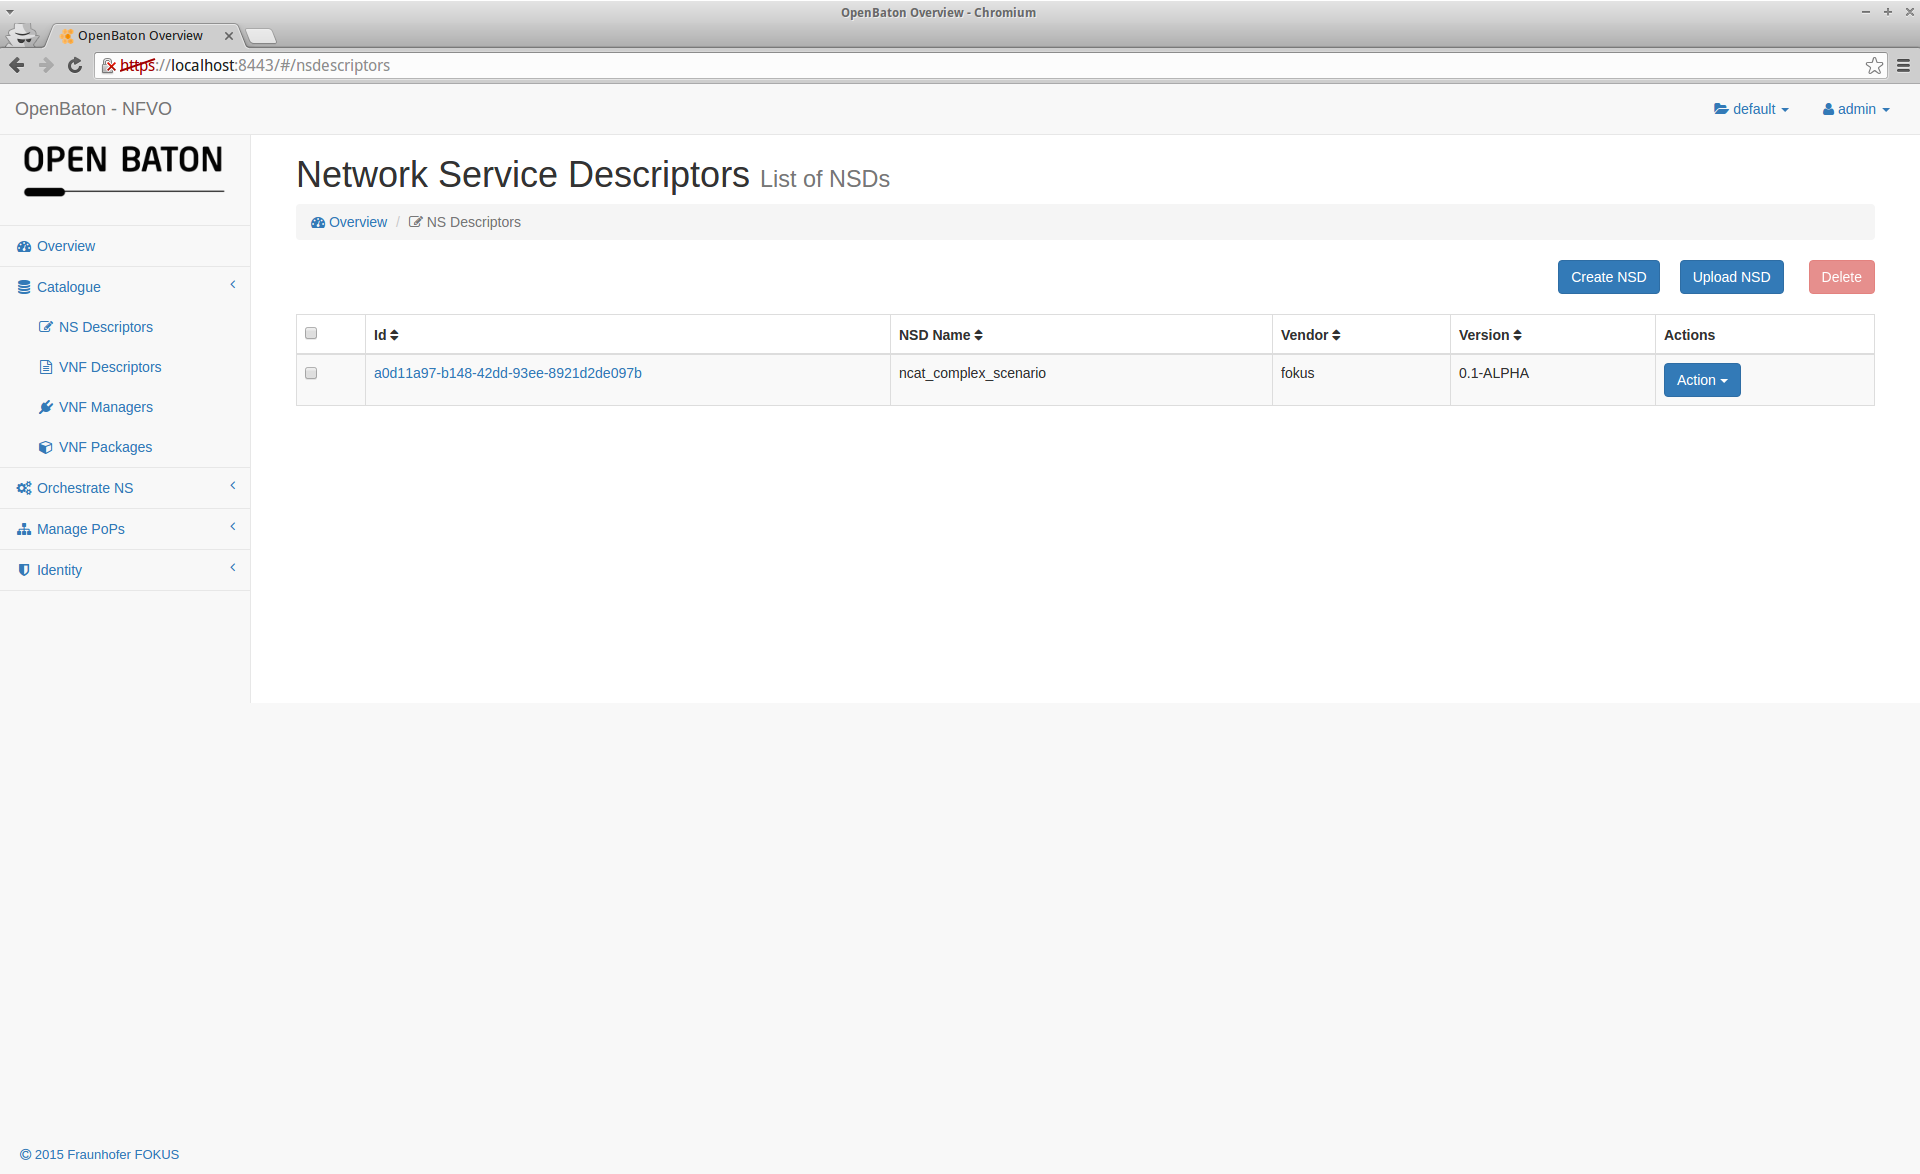 OpenBaton Overview - Chromium
OpenBaton Overview
https://localhost:8443/#/nsdescriptors
OpenBaton - NFVO
default
admin
OPEN BATON
Overview
Catalogue
NS Descriptors
VNF Descriptors
VNF Managers
VNF Packages
Orchestrate NS
Manage PoPs
Identity
Network Service Descriptors List of NSDs
Overview / NS Descriptors
Create NSD Upload NSD Delete
Id NSD Name Vendor Version Actions
a0d11a97-b148-42dd-93ee-8921d2de097b ncat_complex_scenario fokus 0.1-ALPHA Action
© 2015 Fraunhofer FOKUS